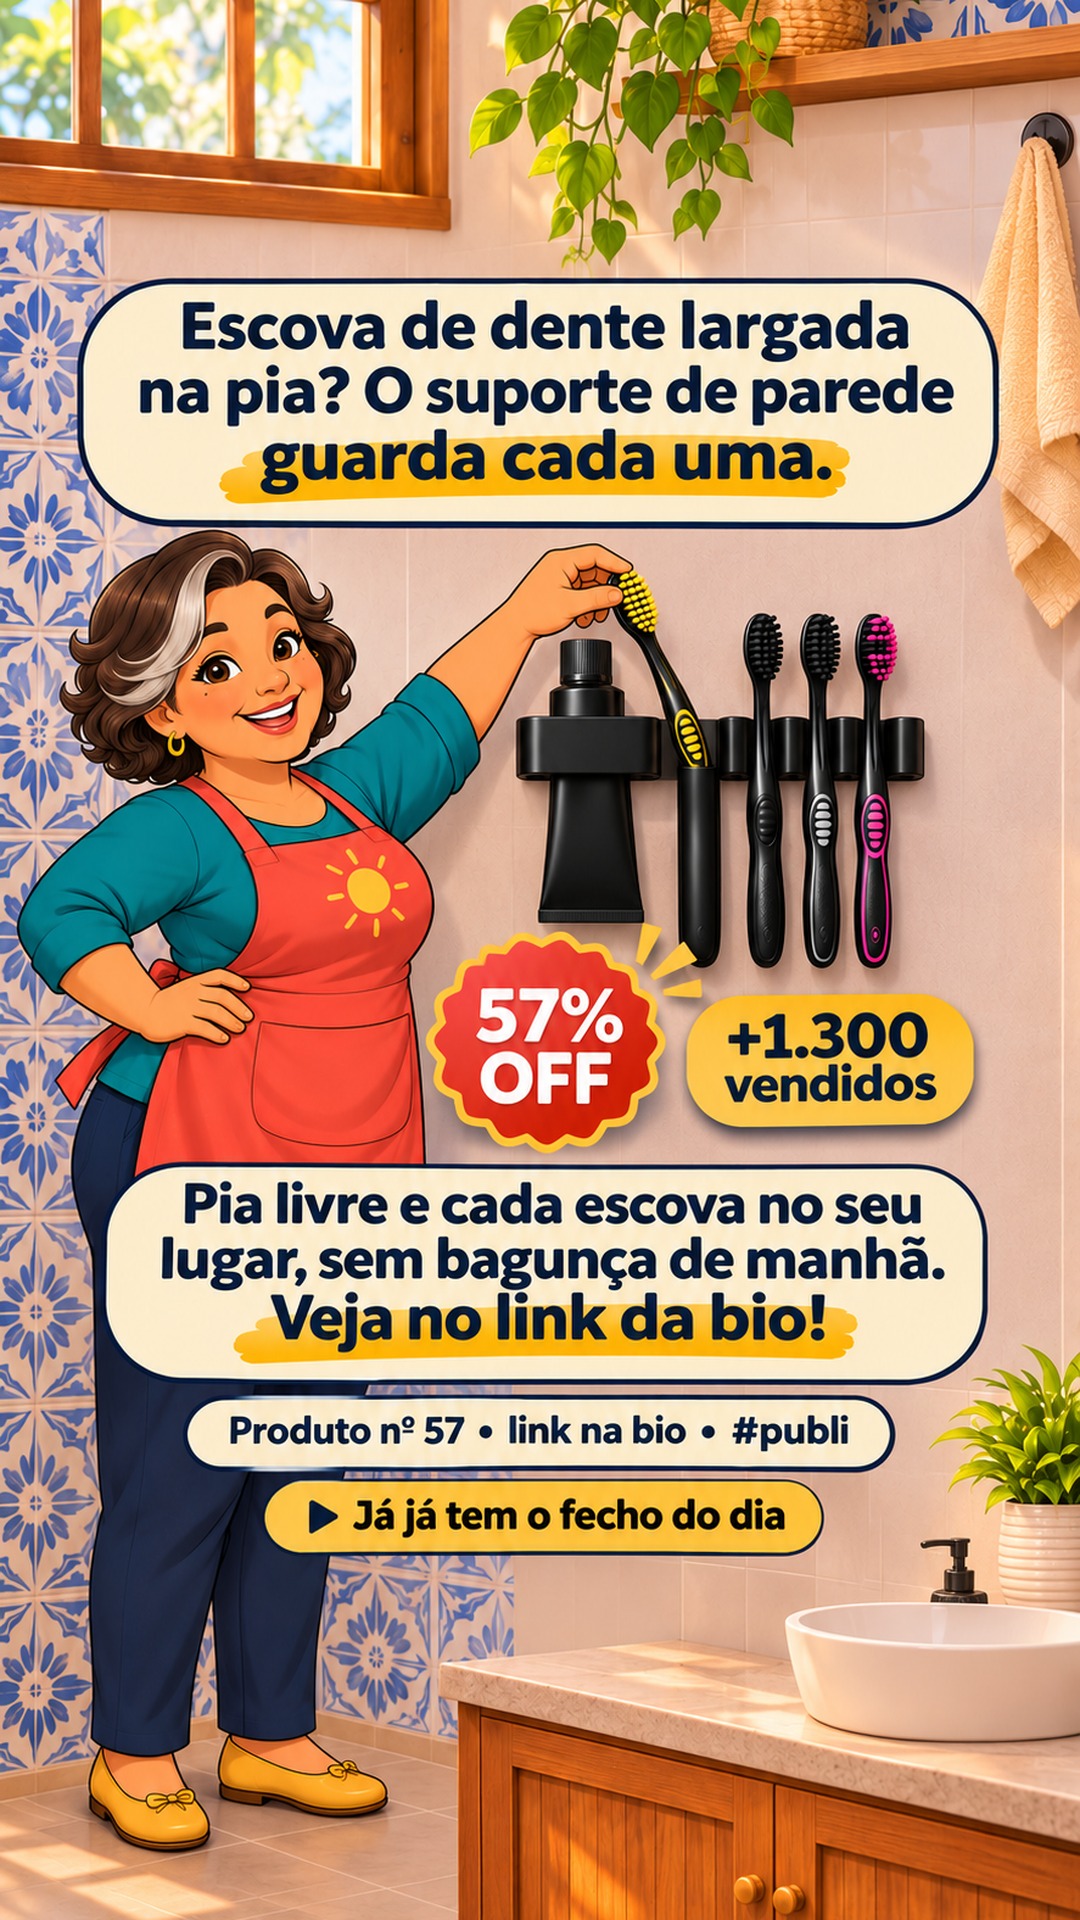 Escova de dente largada
na pia? O suporte de parede
guarda cada uma.
57%
OFF
+1.300
vendidos
Pia livre e cada escova no seu
lugar, sem bagunça de manhã.
Veja no link da bio!
Produto nº 57 • link na bio • #publi
▶ Já já tem o fecho do dia